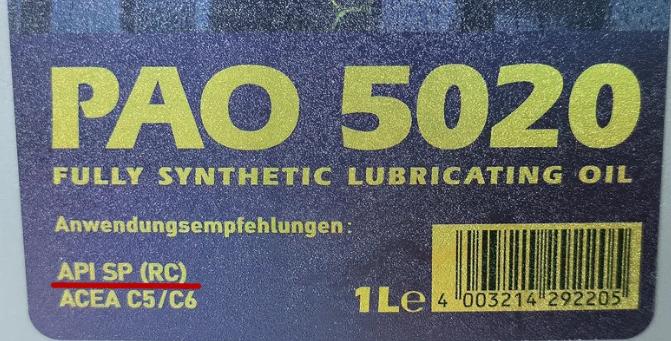 PAO 5020
FULLY SYNTHETIC LUBRICATING OIL
Anwendungsempfehlungen:
API SP (RC)
ACEA C5/C6
1Le
4 003214 292205